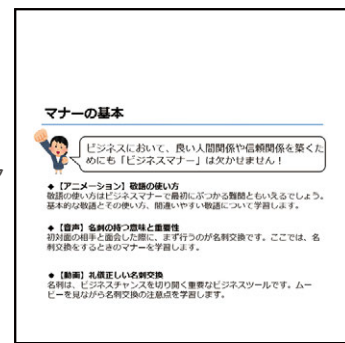 マナーの基本
ビジネスにおいて、良い人間関係や信頼関係を築くた
めにも「ビジネスマナー」は欠かせません！
◆【アニメーション】敬語の使い方
敬語の使い方はビジネスマナーで最初にぶつかる難関ともいえるでしょう。
基本的な敬語とその使い方、間違いやすい敬語について学習します。
◆【音声】名刺の持つ意味と重要性
初対面の相手と面会した際に、まず行うのが名刺交換です。ここでは、名
刺交換をするときのマナーを学習します。
◆【動画】礼儀正しい名刺交換
名刺は、ビジネスチャンスを切り開く重要なビジネスツールです。ムー
ビーを見ながら名刺交換の注意点を学習します。